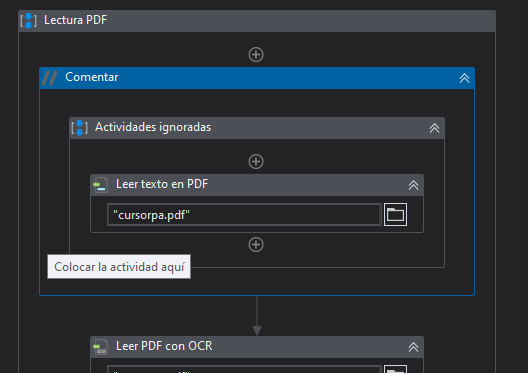 Lectura PDF
Comentar
Actividades ignoradas
Leer texto en PDF
"cursorpa.pdf"
Colocar la actividad aquí
Leer PDF con OCR